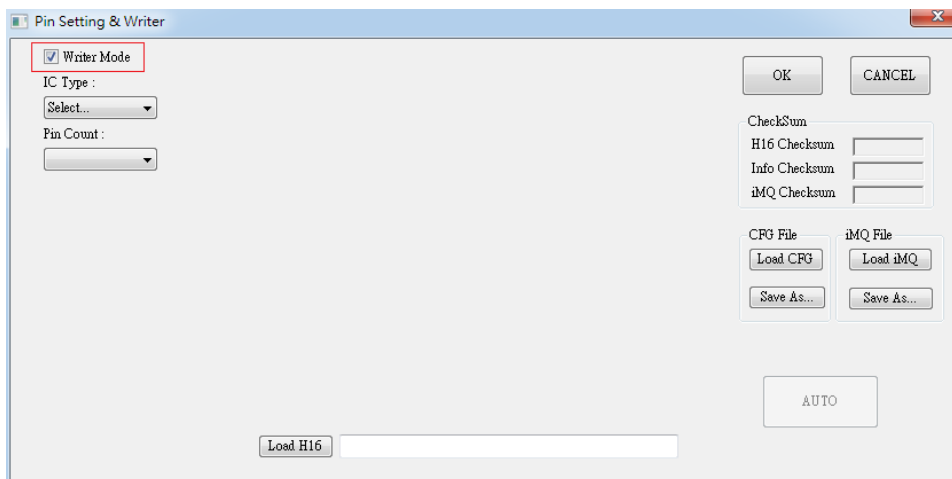 Pin Setting & Writer
Writer Mode
IC Type :
Select...
Pin Count :
OK
CANCEL
CheckSum
H16 Checksum
Info Checksum
iMQ Checksum
CFG File
Load CFG
Save As...
iMQ File
Load iMQ
Save As...
AUTO
Load H16